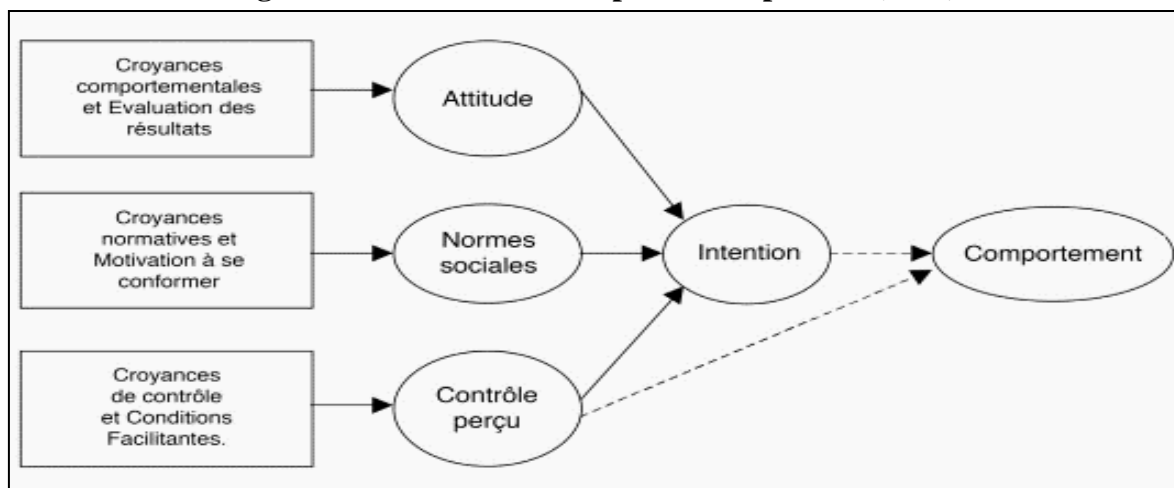 Croyances
comportementales
et Evaluation des
résultats
Attitude
Croyances
normatives et
Motivation à se
conformer
Normes
sociales
Intention
Comportement
Croyances
de contrôle
et Conditions
Facilitantes.
Contrôle
perçu